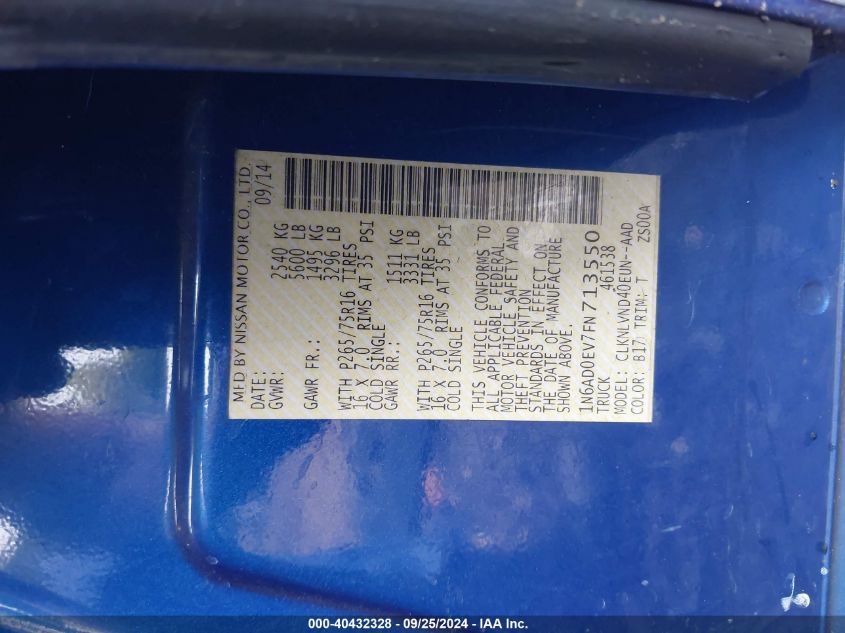 MFD BY NISSAN MOTOR CO., LTD.
DATE: 09/14
GVWR: 2540 KG
5600 LB
GAWR FR.: 1495 KG
3296 LB
WITH P265/75R16 TIRES
16 X 7.0 RIMS AT 35 PSI
COLD SINGLE
GAWR RR.: 1511 KG
3331 LB
WITH P265/75R16 TIRES
16 X 7.0 RIMS AT 35 PSI
COLD SINGLE
THIS VEHICLE CONFORMS TO
ALL APPLICABLE FEDERAL
MOTOR VEHICLE SAFETY AND
THEFT PREVENTION
STANDARDS IN EFFECT ON
THE DATE OF MANUFACTURE
SHOWN ABOVE.
1N6AD0EV7FN713550
TRUCK 461538
MODEL: CLKNLVND40EUN--AAD
COLOR: B17 TRIM: T ZS00A
000-40432328 - 09/25/2024 - IAA Inc.